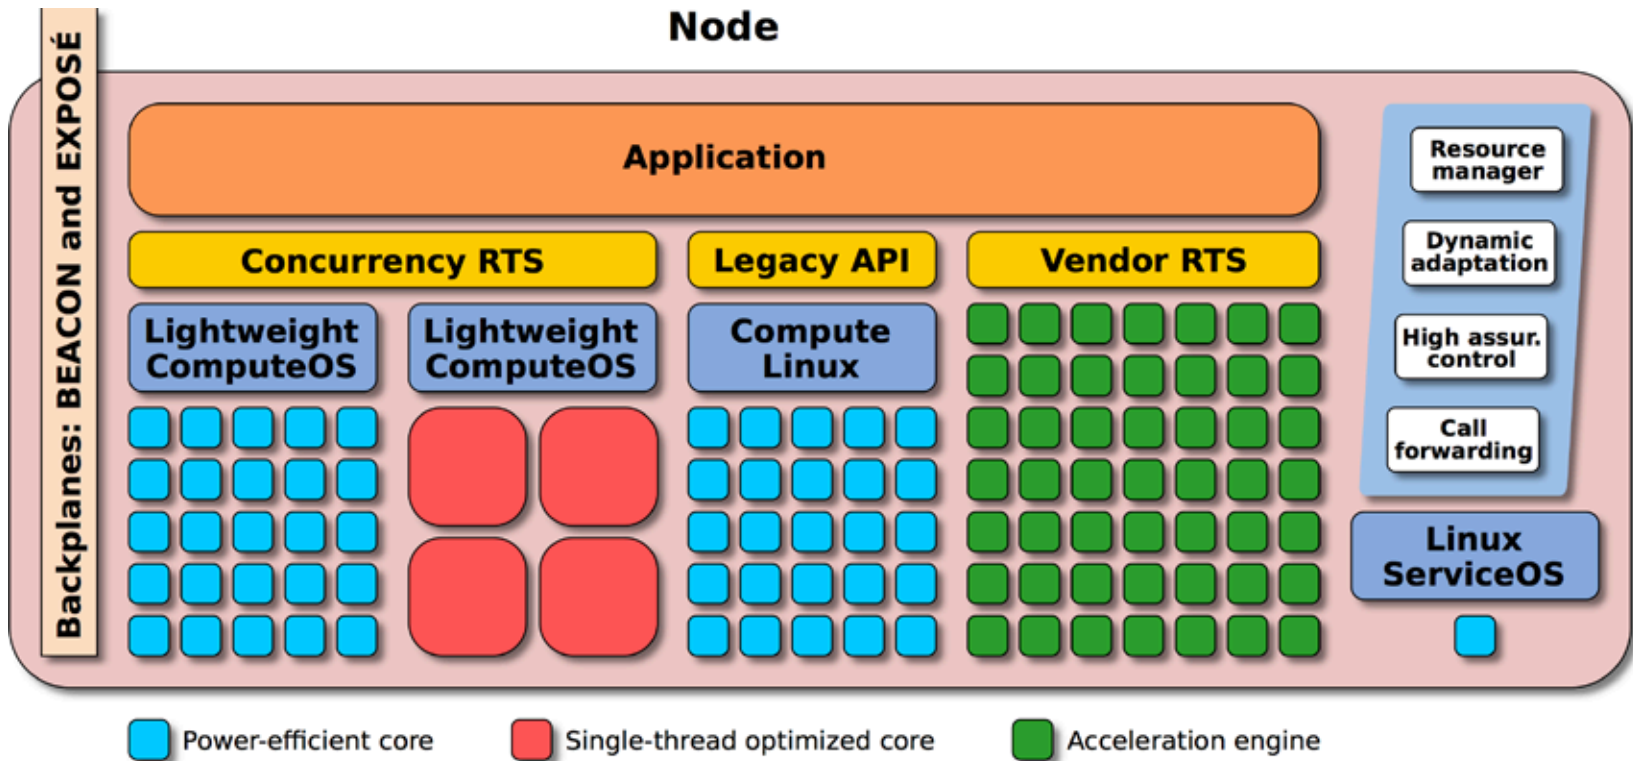 Node
Backplanes: BEACON and EXPOSÉ
Application
Concurrency RTS
Legacy API
Vendor RTS
Lightweight
ComputeOS
Lightweight
ComputeOS
Compute
Linux
Resource
manager
Dynamic
adaptation
High assur.
control
Call
forwarding
Linux
ServiceOS
Power-efficient core
Single-thread optimized core
Acceleration engine